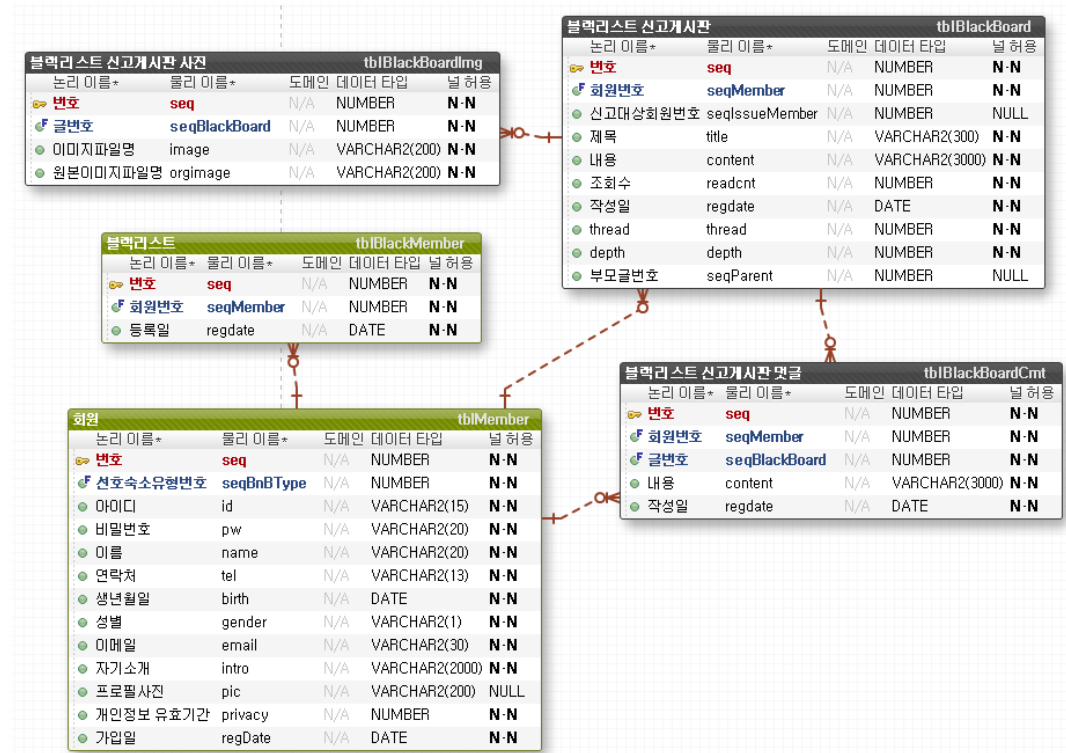 블랙리스트 신고게시판 사진 tblBlackBoardImg
논리 이름* 물리 이름* 도메인 데이터 타입 널 허용
번호 seq N/A NUMBER N-N
글번호 seqBlackBoard N/A NUMBER N-N
이미지파일명 image N/A VARCHAR2(200) N-N
원본이미지파일명 orgimage N/A VARCHAR2(200) N-N
블랙리스트 신고게시판 tblBlackBoard
논리 이름* 물리 이름* 도메인 데이터 타입 널 허용
번호 seq N/A NUMBER N-N
회원번호 seqMember N/A NUMBER N-N
신고대상회원번호 seqIssueMember N/A NUMBER NULL
제목 title N/A VARCHAR2(300) N-N
내용 content N/A VARCHAR2(3000) N-N
조회수 readcnt N/A NUMBER N-N
작성일 regdate N/A DATE N-N
thread thread N/A NUMBER N-N
depth depth N/A NUMBER N-N
부모글번호 seqParent N/A NUMBER NULL
블랙리스트 tblBlackMember
논리 이름* 물리 이름* 도메인 데이터 타입 널 허용
번호 seq N/A NUMBER N-N
회원번호 seqMember N/A NUMBER N-N
등록일 regdate N/A DATE N-N
블랙리스트 신고게시판 댓글 tblBlackBoardCmt
논리 이름* 물리 이름* 도메인 데이터 타입 널 허용
번호 seq N/A NUMBER N-N
회원번호 seqMember N/A NUMBER N-N
글번호 seqBlackBoard N/A NUMBER N-N
내용 content N/A VARCHAR2(3000) N-N
작성일 regdate N/A DATE N-N
회원 tblMember
논리 이름* 물리 이름* 도메인 데이터 타입 널 허용
번호 seq N/A NUMBER N-N
선호숙소유형번호 seqBnBType N/A NUMBER N-N
아이디 id N/A VARCHAR2(15) N-N
비밀번호 pw N/A VARCHAR2(20) N-N
이름 name N/A VARCHAR2(20) N-N
연락처 tel N/A VARCHAR2(13) N-N
생년월일 birth N/A DATE N-N
성별 gender N/A VARCHAR2(1) N-N
이메일 email N/A VARCHAR2(30) N-N
자기소개 intro N/A VARCHAR2(2000) N-N
프로필사진 pic N/A VARCHAR2(200) NULL
개인정보 유효기간 privacy N/A NUMBER N-N
가입일 regDate N/A DATE N-N